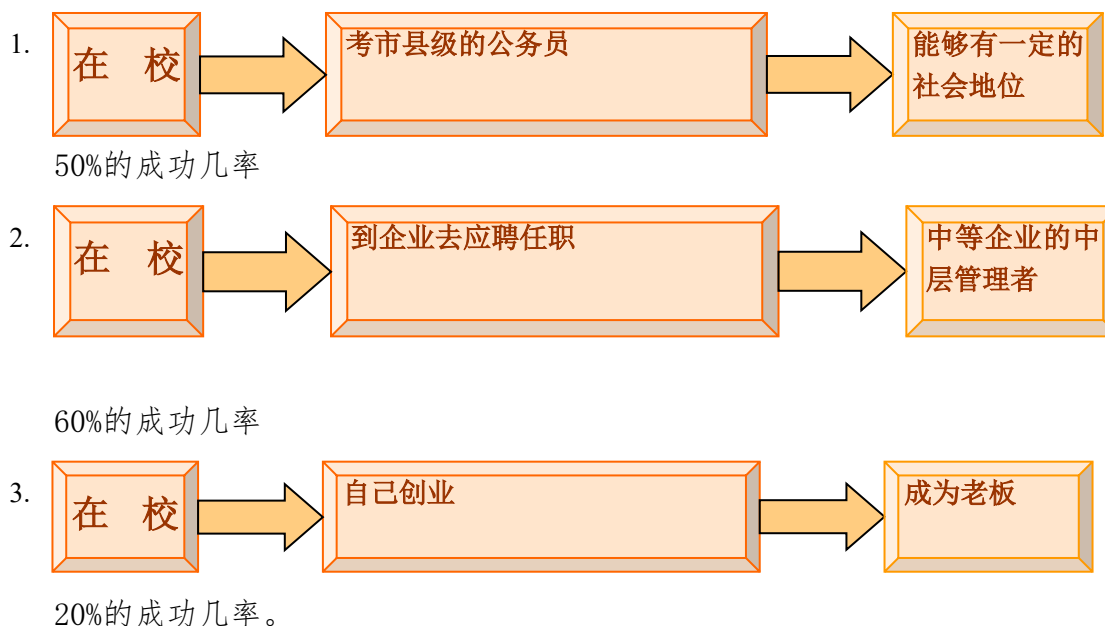 1.
在 校
考市县级的公务员
能够有一定的
社会地位
50%的成功几率
2.
在 校
到企业去应聘任职
中等企业的中
层管理者
60%的成功几率
3.
在 校
自己创业
成为老板
20%的成功几率。